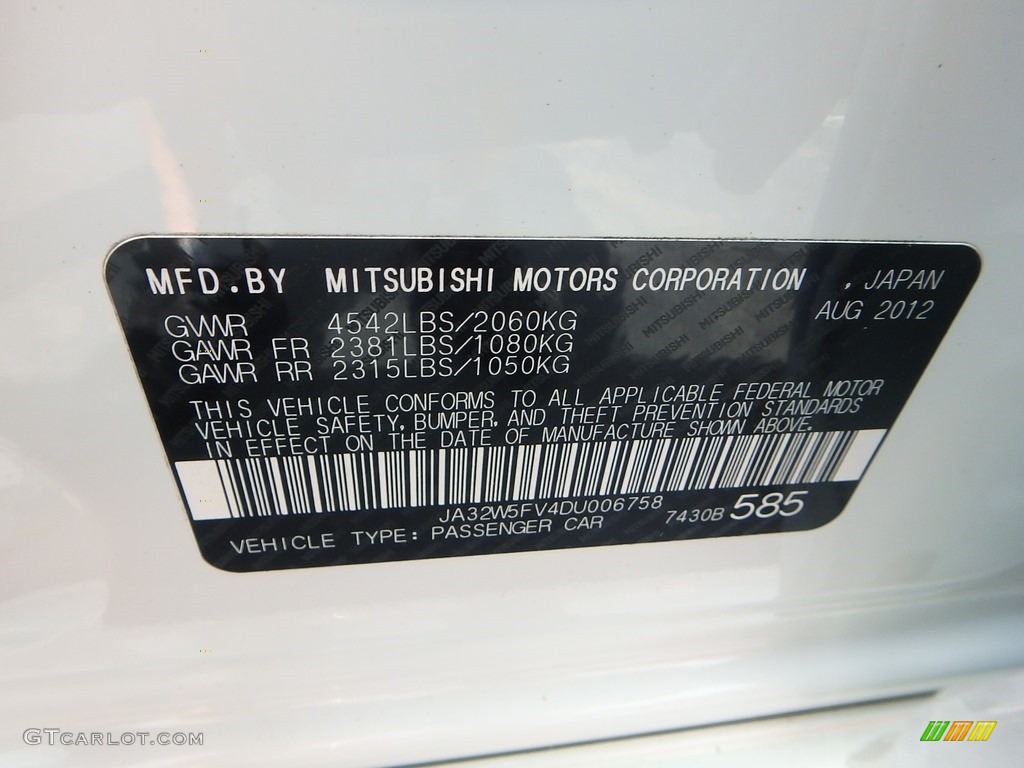 MFD.BY MITSUBISHI MOTORS CORPORATION , JAPAN
AUG 2012
GVWR 4542LBS/2060KG
GAWR FR 2381LBS/1080KG
GAWR RR 2315LBS/1050KG
THIS VEHICLE CONFORMS TO ALL APPLICABLE FEDERAL MOTOR
VEHICLE SAFETY, BUMPER, AND THEFT PREVENTION STANDARDS
IN EFFECT ON THE DATE OF MANUFACTURE SHOWN ABOVE.
JA32W5FV4DU006758
7430B 585
VEHICLE TYPE: PASSENGER CAR
GTCARLOT.COM